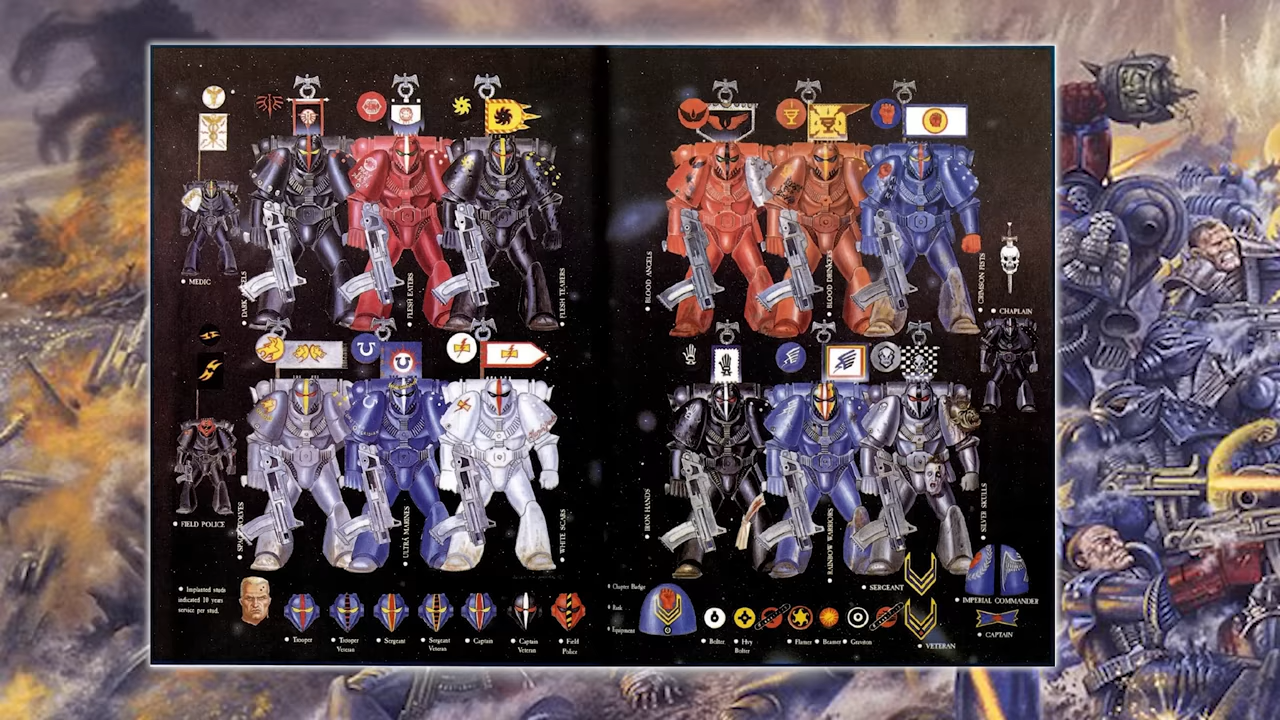 MEDIC
DARK ANGELS
FLESH EATERS
FLESH TEARERS
BLOOD ANGELS
BLOOD DRINKERS
CRIMSON FISTS
CHAPLAIN
FIELD POLICE
SPACE WOLVES
ULTRA MARINES
WHITE SCARS
IRON HANDS
RAINBOW WARRIORS
SILVER SKULLS
Implanted studs
indicated 10 years
service per stud.
Trooper
Trooper
Veteran
Sergeant
Sergeant
Veteran
Captain
Captain
Veteran
Field
Police
Chapter Badge
Rank
Equipment
Bolter
Hvy
Bolter
Flamer
Beamer
Graviton
SERGEANT
VETERAN
IMPERIAL COMMANDER
CAPTAIN